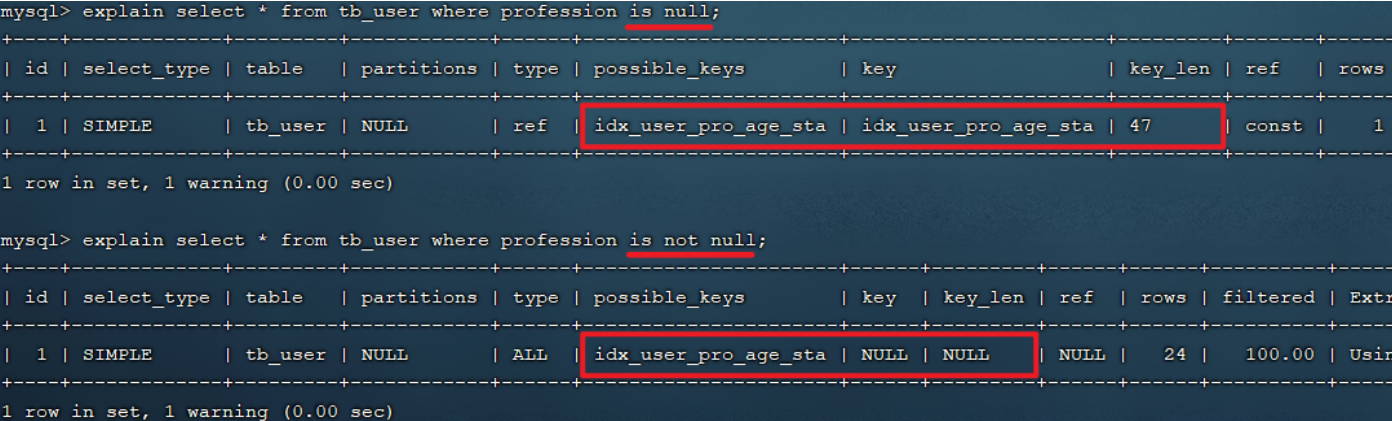 mysql> explain select * from tb_user where profession is null;
+----+-------------+---------+------------+------+----------------------+----------------------+---------+-------+------
| id | select_type | table   | partitions | type | possible_keys        | key                  | key_len | ref   | rows
+----+-------------+---------+------------+------+----------------------+----------------------+---------+-------+------
|  1 | SIMPLE      | tb_user | NULL       | ref  | idx_user_pro_age_sta | idx_user_pro_age_sta | 47      | const |    1
+----+-------------+---------+------------+------+----------------------+----------------------+---------+-------+------
1 row in set, 1 warning (0.00 sec)
mysql> explain select * from tb_user where profession is not null;
+----+-------------+---------+------------+------+----------------------+------+---------+------+------+----------+-----
| id | select_type | table   | partitions | type | possible_keys        | key  | key_len | ref  | rows | filtered | Extr
+----+-------------+---------+------------+------+----------------------+------+---------+------+------+----------+-----
|  1 | SIMPLE      | tb_user | NULL       | ALL  | idx_user_pro_age_sta | NULL | NULL    | NULL |   24 |   100.00 | Usin
+----+-------------+---------+------------+------+----------------------+------+---------+------+------+----------+-----
1 row in set, 1 warning (0.00 sec)